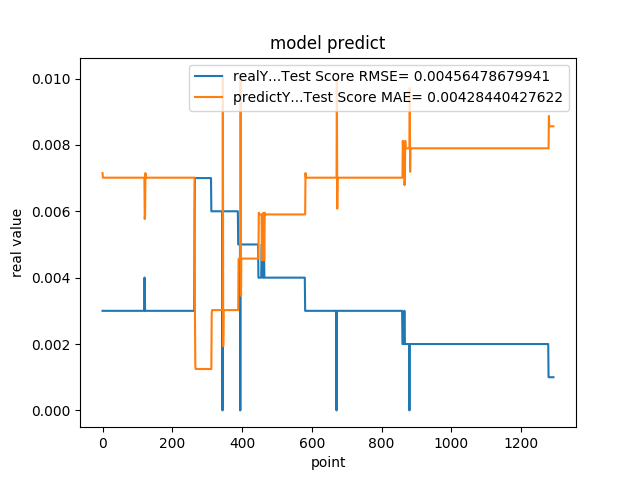 model predict
realY...Test Score RMSE= 0.00456478679941
predictY...Test Score MAE= 0.00428440427622
0.010
0.008
0.006
0.004
0.002
0.000
real value
0 200 400 600 800 1000 1200
point